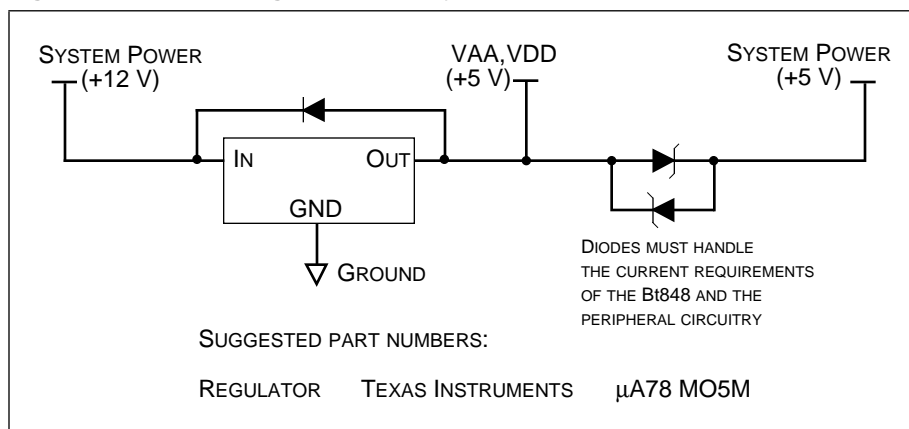 SYSTEM POWER
(+12 V)
VAA,VDD
(+5 V)
SYSTEM POWER
(+5 V)
IN
OUT
GND
GROUND
DIODES MUST HANDLE
THE CURRENT REQUIREMENTS
OF THE Bt848 AND THE
PERIPHERAL CIRCUITRY
SUGGESTED PART NUMBERS:
REGULATOR TEXAS INSTRUMENTS μA78 MO5M